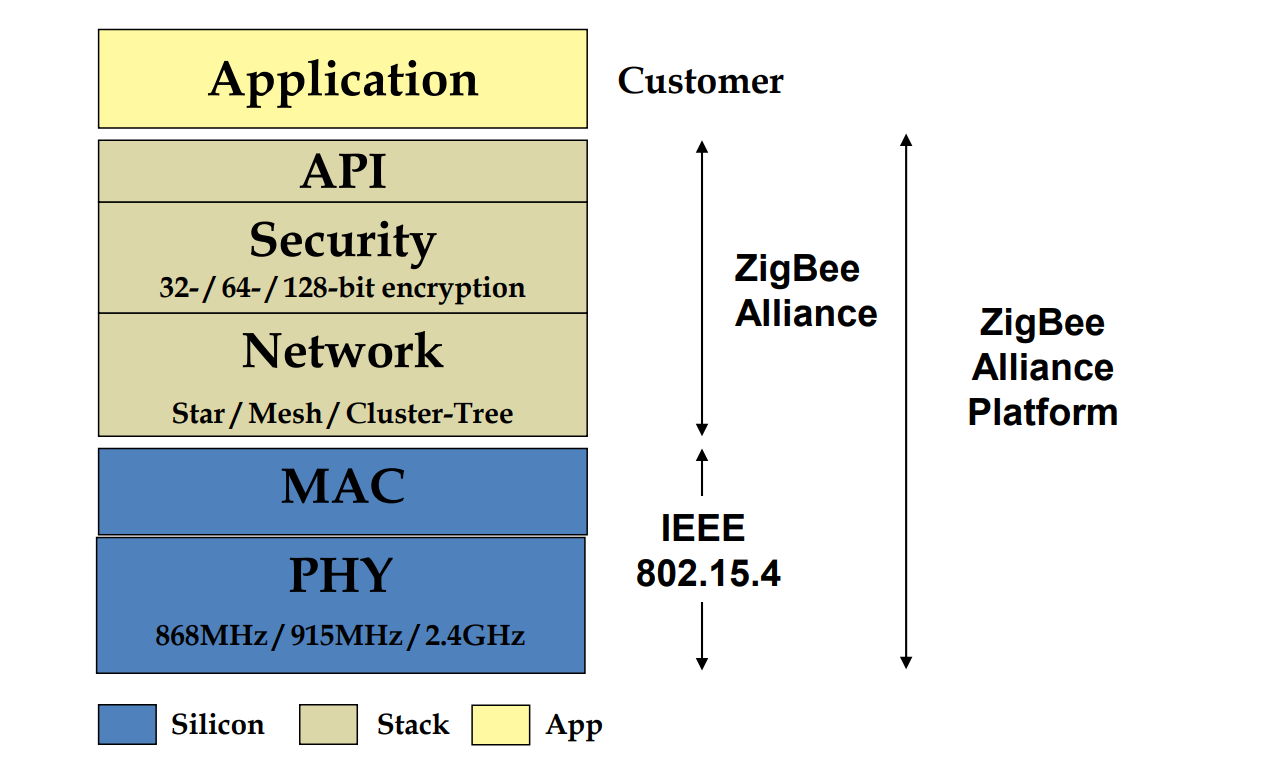 Application
Customer
API
Security
32- / 64- / 128-bit encryption
Network
Star / Mesh / Cluster-Tree
ZigBee
Alliance
ZigBee
Alliance
Platform
MAC
PHY
868MHz / 915MHz / 2.4GHz
IEEE
802.15.4
Silicon
Stack
App